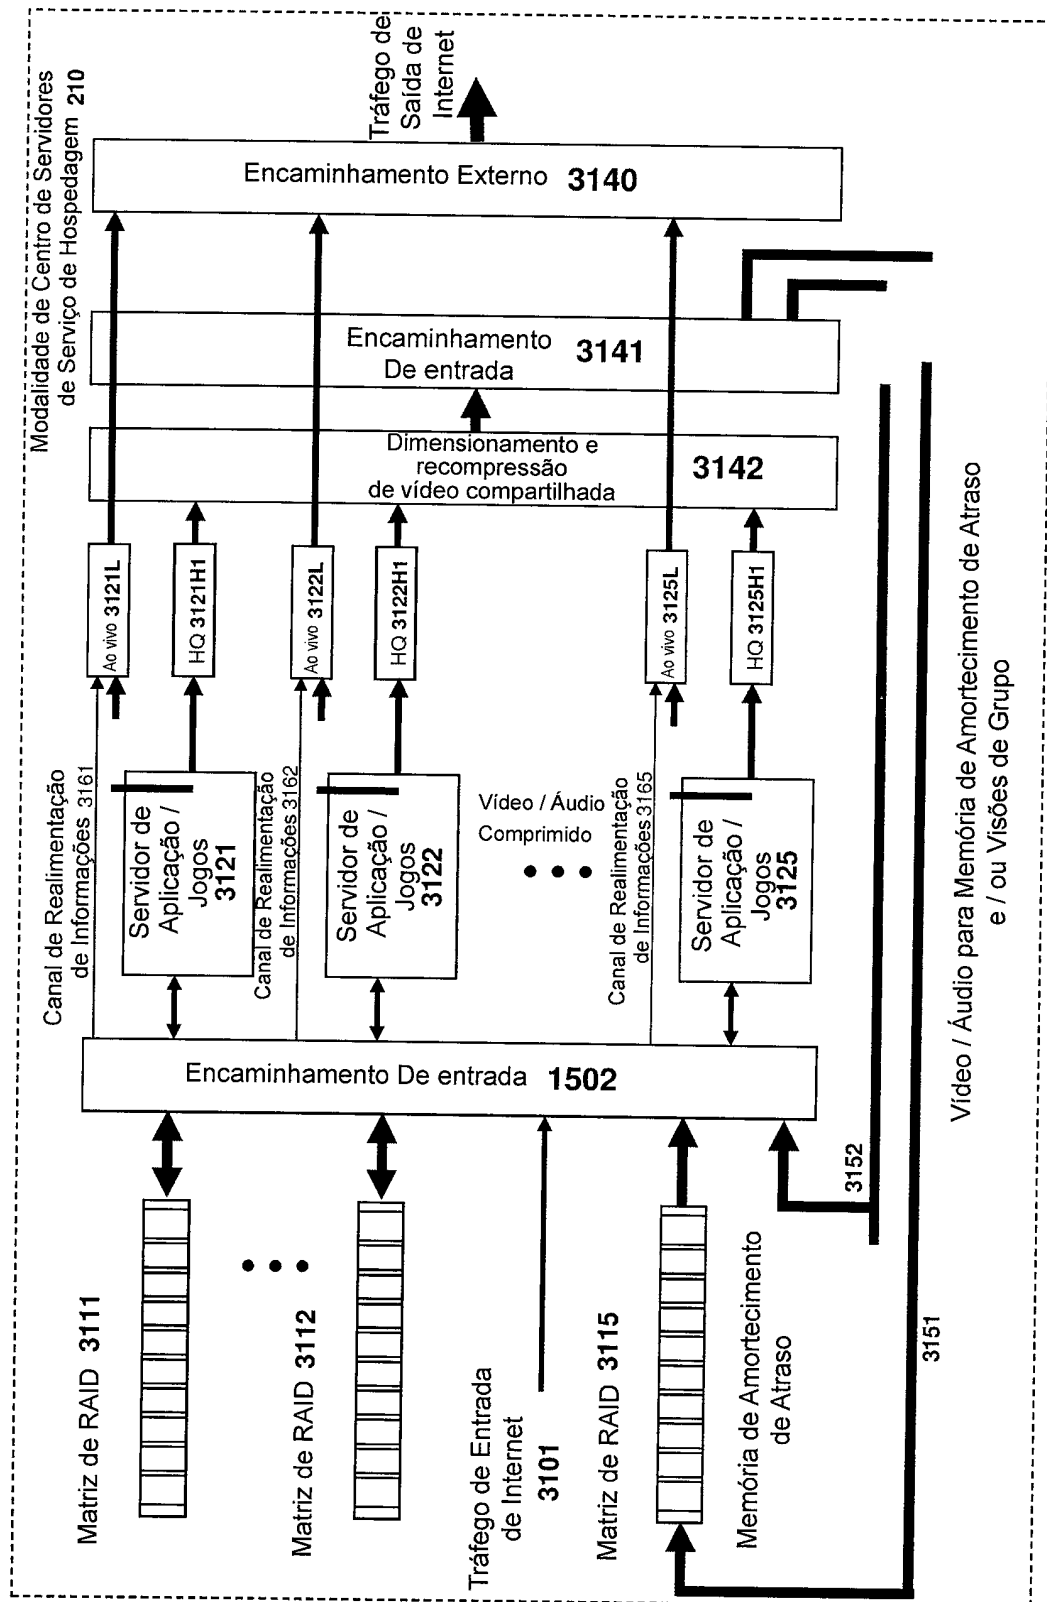 Modalidade de Centro de Servidores
de Serviço de Hospedagem 210
Matriz de RAID 3111
Matriz de RAID 3112
Tráfego de Entrada
de Internet
3101
Matriz de RAID 3115
Memória de Amortecimento
de Atraso
Encaminhamento De entrada 1502
Canal de Realimentação
de Informações 3161
Servidor de
Aplicação /
Jogos
3121
Canal de Realimentação
de Informações 3162
Servidor de
Aplicação /
Jogos
3122
Vídeo / Áudio
Comprimido
Canal de Realimentação
de Informações 3165
Servidor de
Aplicação /
Jogos
3125
Ao vivo 3121L
HQ 3121H1
Ao vivo 3122L
HQ 3122H1
Ao vivo 3125L
HQ 3125H1
Dimensionamento e
recompressão
de vídeo compartilhada
3142
Encaminhamento
De entrada
3141
Encaminhamento Externo 3140
Tráfego de
Saída de
Internet
3152
3151
Vídeo / Áudio para Memória de Amortecimento de Atraso
e / ou Visões de Grupo